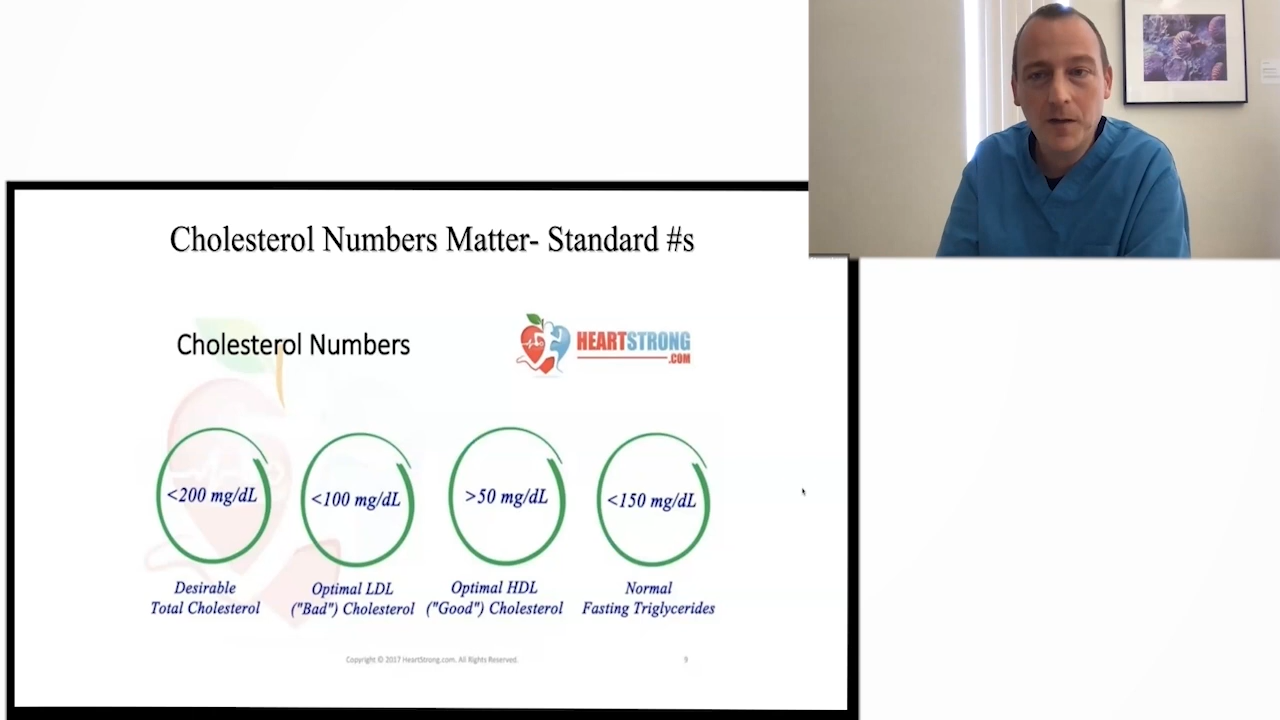 Cholesterol Numbers Matter- Standard #s
Cholesterol Numbers
HEARTSTRONG
.COM
<200 mg/dL
<100 mg/dL
>50 mg/dL
<150 mg/dL
Desirable
Total Cholesterol
Optimal LDL
("Bad") Cholesterol
Optimal HDL
("Good") Cholesterol
Normal
Fasting Triglycerides
Copyright © 2017 HeartStrong.com. All Rights Reserved.
9